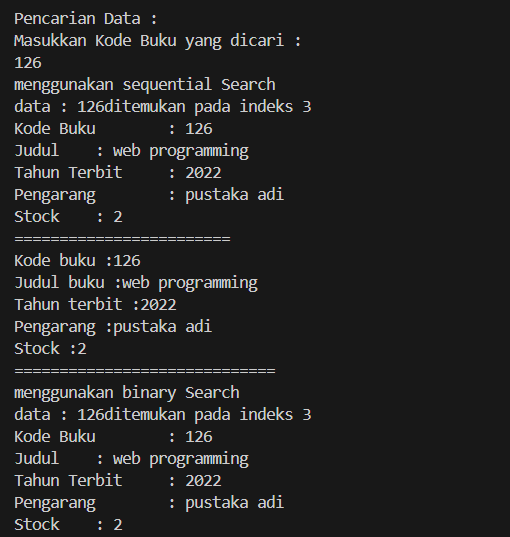 Pencarian Data :
Masukkan Kode Buku yang dicari :
126
menggunakan sequential Search
data : 126ditemukan pada indeks 3
Kode Buku        : 126
Judul    : web programming
Tahun Terbit     : 2022
Pengarang        : pustaka adi
Stock    : 2
========================
Kode buku :126
Judul buku :web programming
Tahun terbit :2022
Pengarang :pustaka adi
Stock :2
=============================
menggunakan binary Search
data : 126ditemukan pada indeks 3
Kode Buku        : 126
Judul    : web programming
Tahun Terbit     : 2022
Pengarang        : pustaka adi
Stock    : 2